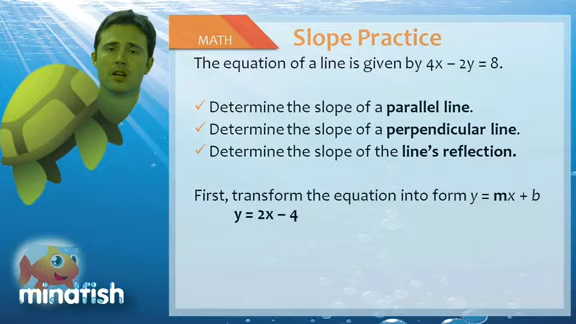 MATH
Slope Practice
The equation of a line is given by 4x – 2y = 8.
✓ Determine the slope of a parallel line.
✓ Determine the slope of a perpendicular line.
✓ Determine the slope of the line's reflection.
First, transform the equation into form y = mx + b
y = 2x – 4
minafish